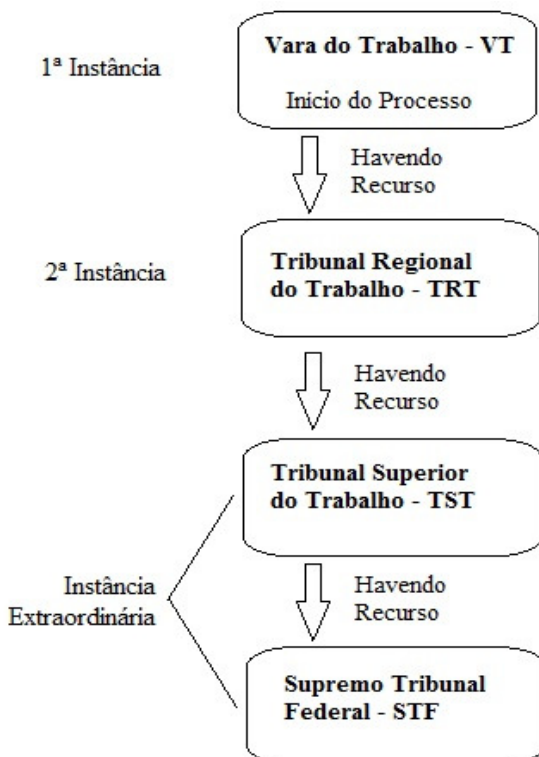 1ª Instância
Vara do Trabalho - VT
Início do Processo
Havendo
Recurso
2ª Instância
Tribunal Regional
do Trabalho - TRT
Havendo
Recurso
Tribunal Superior
do Trabalho - TST
Instância
Extraordinária
Havendo
Recurso
Supremo Tribunal
Federal - STF